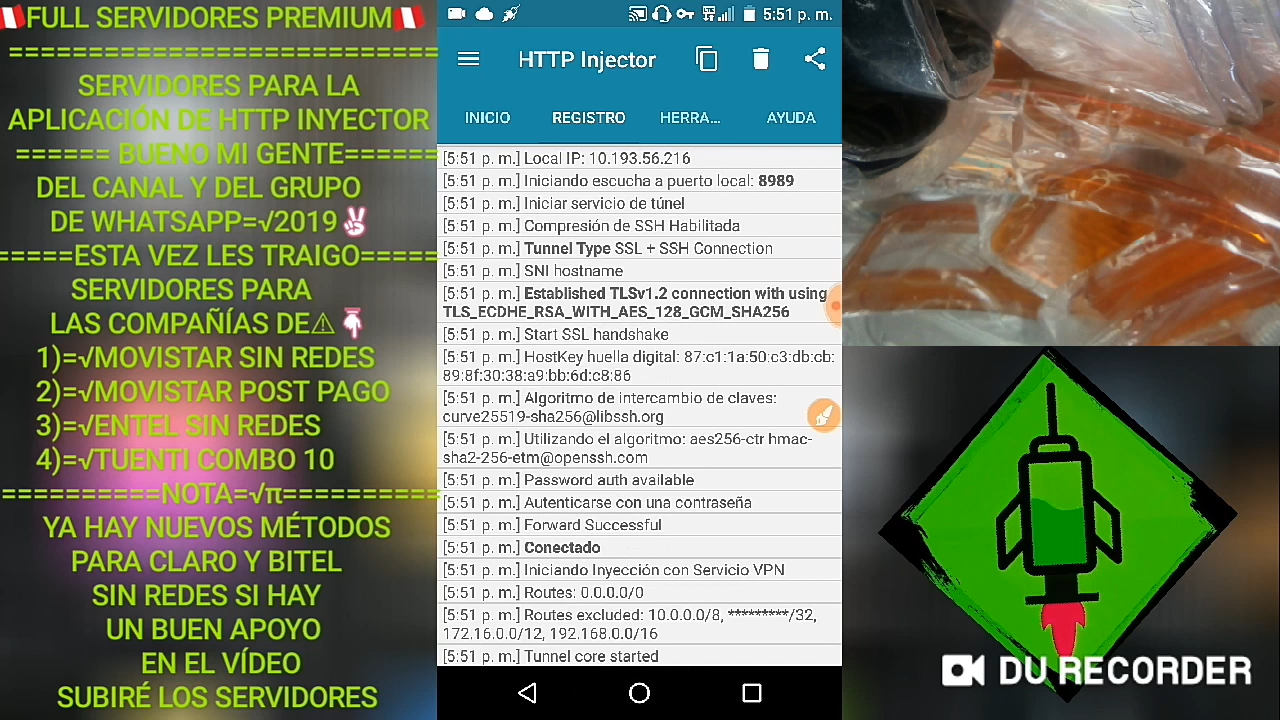 🇵🇪FULL SERVIDORES PREMIUM🇵🇪
============================
SERVIDORES PARA LA
APLICACIÓN DE HTTP INYECTOR
====== BUENO MI GENTE======
DEL CANAL Y DEL GRUPO
DE WHATSAPP=√2019✌
=====ESTA VEZ LES TRAIGO=====
SERVIDORES PARA
LAS COMPAÑÍAS DE⚠👇
1)=√MOVISTAR SIN REDES
2)=√MOVISTAR POST PAGO
3)=√ENTEL SIN REDES
4)=√TUENTI COMBO 10
==========NOTA=√π==========
YA HAY NUEVOS MÉTODOS
PARA CLARO Y BITEL
SIN REDES SI HAY
UN BUEN APOYO
EN EL VÍDEO
SUBIRÉ LOS SERVIDORES
5:51 p. m.
HTTP Injector
INICIO REGISTRO HERRA... AYUDA
[5:51 p. m.] Local IP: 10.193.56.216
[5:51 p. m.] Iniciando escucha a puerto local: 8989
[5:51 p. m.] Iniciar servicio de túnel
[5:51 p. m.] Compresión de SSH Habilitada
[5:51 p. m.] Tunnel Type SSL + SSH Connection
[5:51 p. m.] SNI hostname
[5:51 p. m.] Established TLSv1.2 connection with using
TLS_ECDHE_RSA_WITH_AES_128_GCM_SHA256
[5:51 p. m.] Start SSL handshake
[5:51 p. m.] HostKey huella digital: 87:c1:1a:50:c3:db:cb:
89:8f:30:38:a9:bb:6d:c8:86
[5:51 p. m.] Algoritmo de intercambio de claves:
curve25519-sha256@libssh.org
[5:51 p. m.] Utilizando el algoritmo: aes256-ctr hmac-
sha2-256-etm@openssh.com
[5:51 p. m.] Password auth available
[5:51 p. m.] Autenticarse con una contraseña
[5:51 p. m.] Forward Successful
[5:51 p. m.] Conectado
[5:51 p. m.] Iniciando Inyección con Servicio VPN
[5:51 p. m.] Routes: 0.0.0.0/0
[5:51 p. m.] Routes excluded: 10.0.0.0/8, *********/32,
172.16.0.0/12, 192.168.0.0/16
[5:51 p. m.] Tunnel core started
DU RECORDER